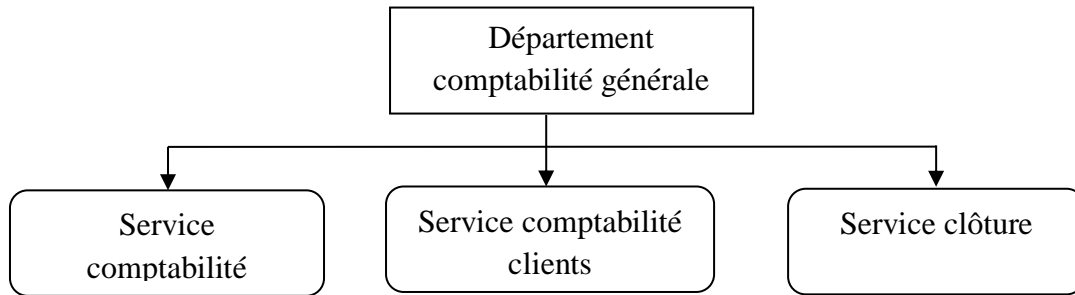 Département
comptabilité générale
Service
comptabilité
Service comptabilité
clients
Service clôture